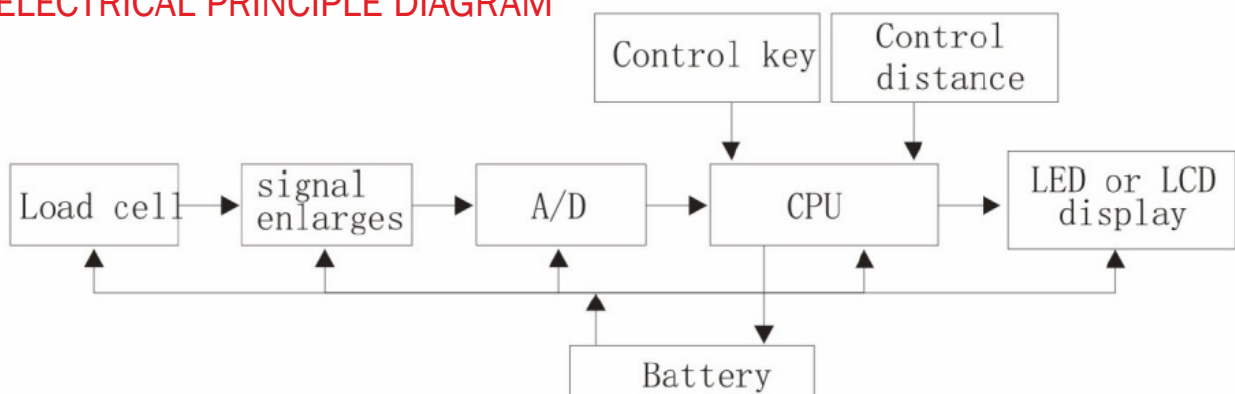 ELECTRICAL PRINCIPLE DIAGRAM
Control key
Control
distance
Load cell
signal
enlarges
A/D
CPU
LED or LCD
display
Battery